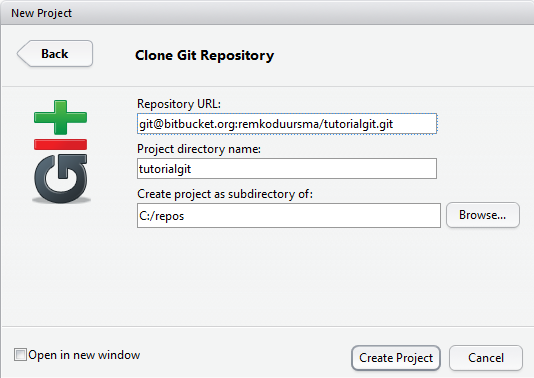 New Project
Back
Clone Git Repository
Repository URL:
git@bitbucket.org:remkoduursma/tutorialgit.git
Project directory name:
tutorialgit
Create project as subdirectory of:
C:/repos
Browse...
Open in new window
Create Project
Cancel